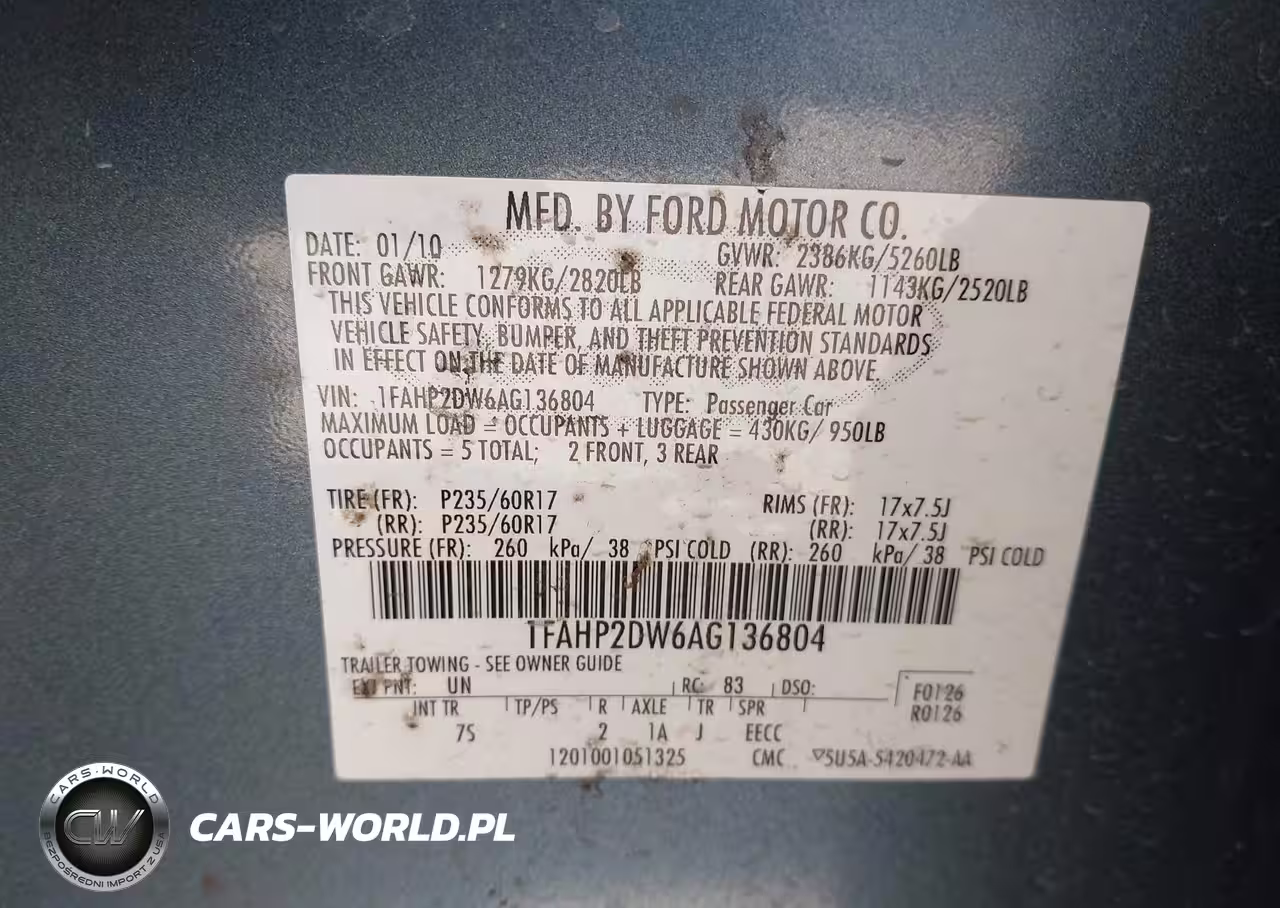 MFD. BY FORD MOTOR CO.
DATE: 01/10 GVWR: 2386KG/5260LB
FRONT GAWR: 1279KG/2820LB REAR GAWR: 1143KG/2520LB
THIS VEHICLE CONFORMS TO ALL APPLICABLE FEDERAL MOTOR
VEHICLE SAFETY, BUMPER, AND THEFT PREVENTION STANDARDS
IN EFFECT ON THE DATE OF MANUFACTURE SHOWN ABOVE.
VIN: 1FAHP2DW6AG136804 TYPE: Passenger Car
MAXIMUM LOAD = OCCUPANTS + LUGGAGE = 430KG/ 950LB
OCCUPANTS = 5 TOTAL; 2 FRONT, 3 REAR
TIRE (FR): P235/60R17 RIMS (FR): 17x7.5J
(RR): P235/60R17 (RR): 17x7.5J
PRESSURE (FR): 260 kPa/ 38 PSI COLD (RR): 260 kPa/ 38 PSI COLD
1FAHP2DW6AG136804
TRAILER TOWING - SEE OWNER GUIDE
EXT PNT: UN RC: 83 DSO: F0126
INT TR TP/PS R AXLE TR SPR R0126
7S 2 1A J EECC
1201001051325 CMC ▽5U5A-5420472-AA
CARS-WORLD
CW
BEZPOŚREDNI IMPORT Z USA
CARS-WORLD.PL